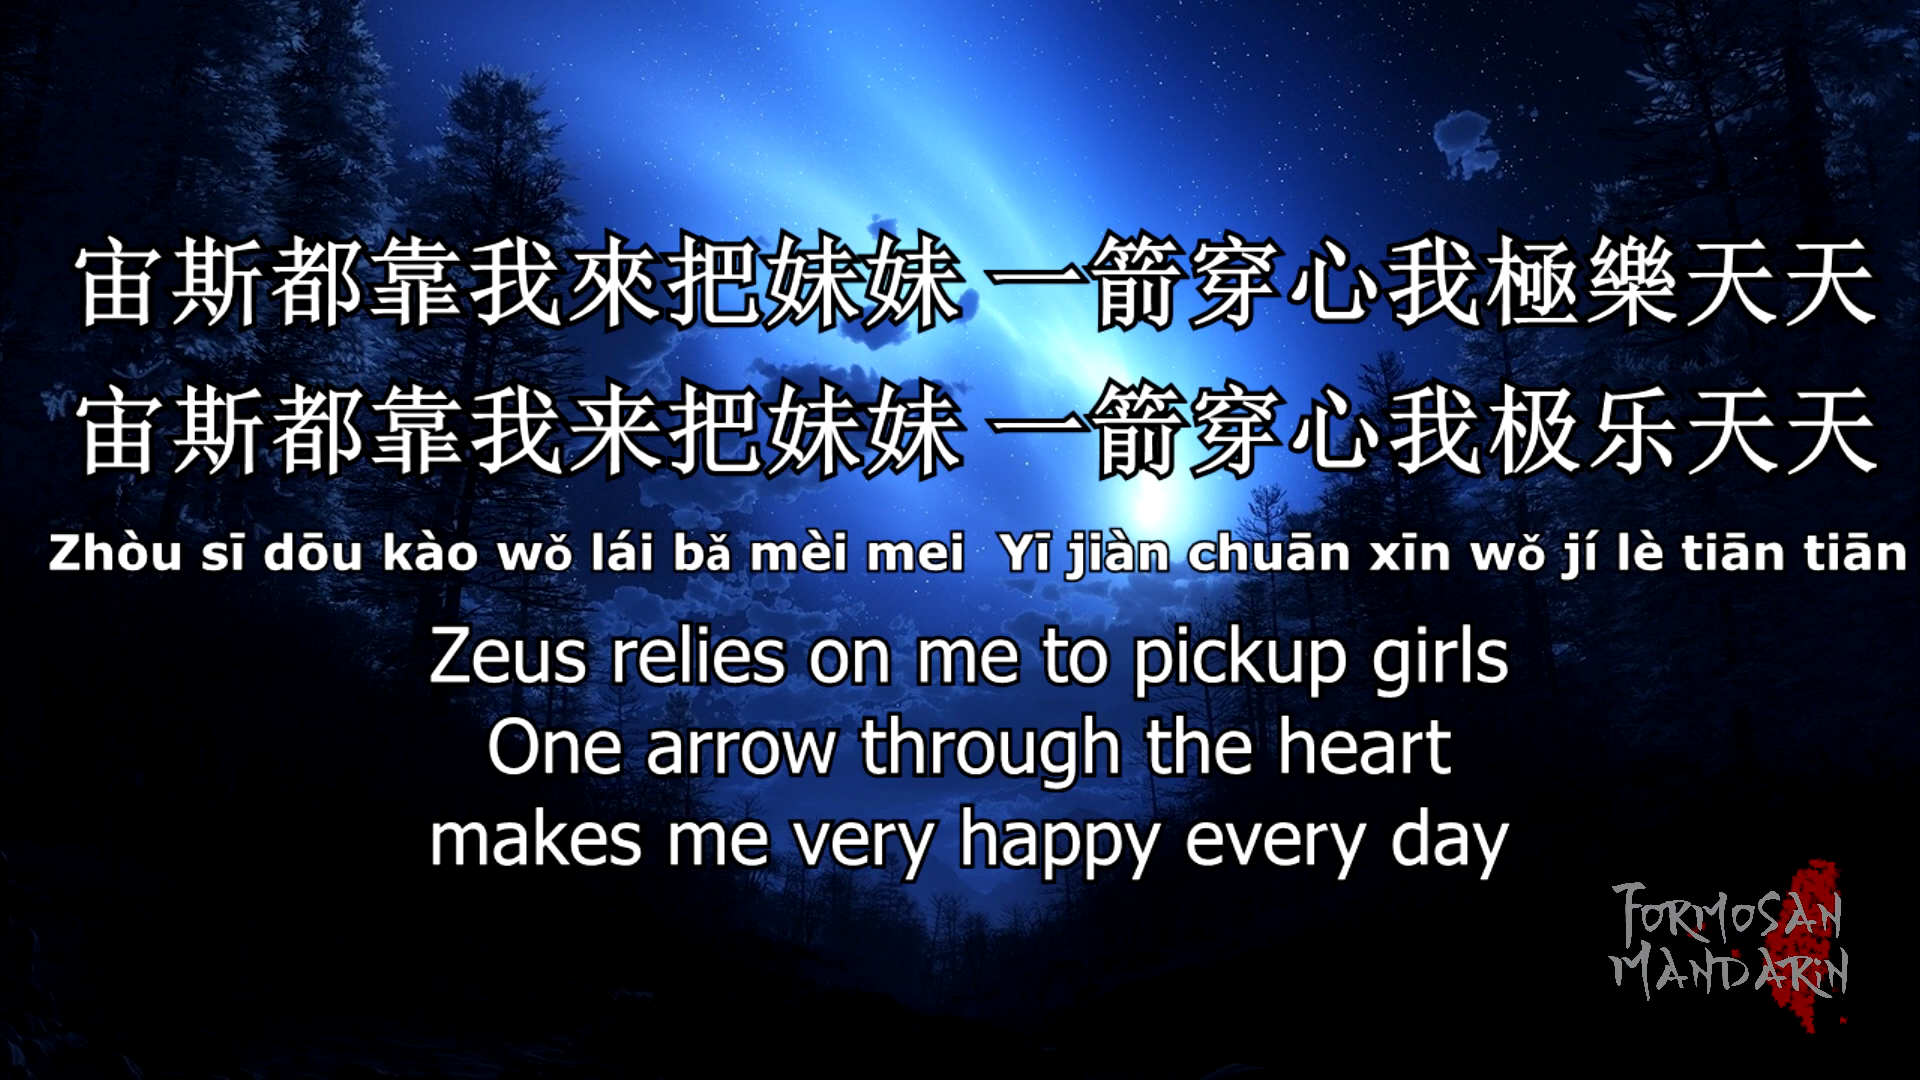 宙斯都靠我來把妹妹 一箭穿心我極樂天天
宙斯都靠我来把妹妹 一箭穿心我极乐天天
Zhòu sī dōu kào wǒ lái bǎ mèi mei  Yī jiàn chuān xīn wǒ jí lè tiān tiān
Zeus relies on me to pickup girls
One arrow through the heart
makes me very happy every day
FORMOSAN
MANDARIN